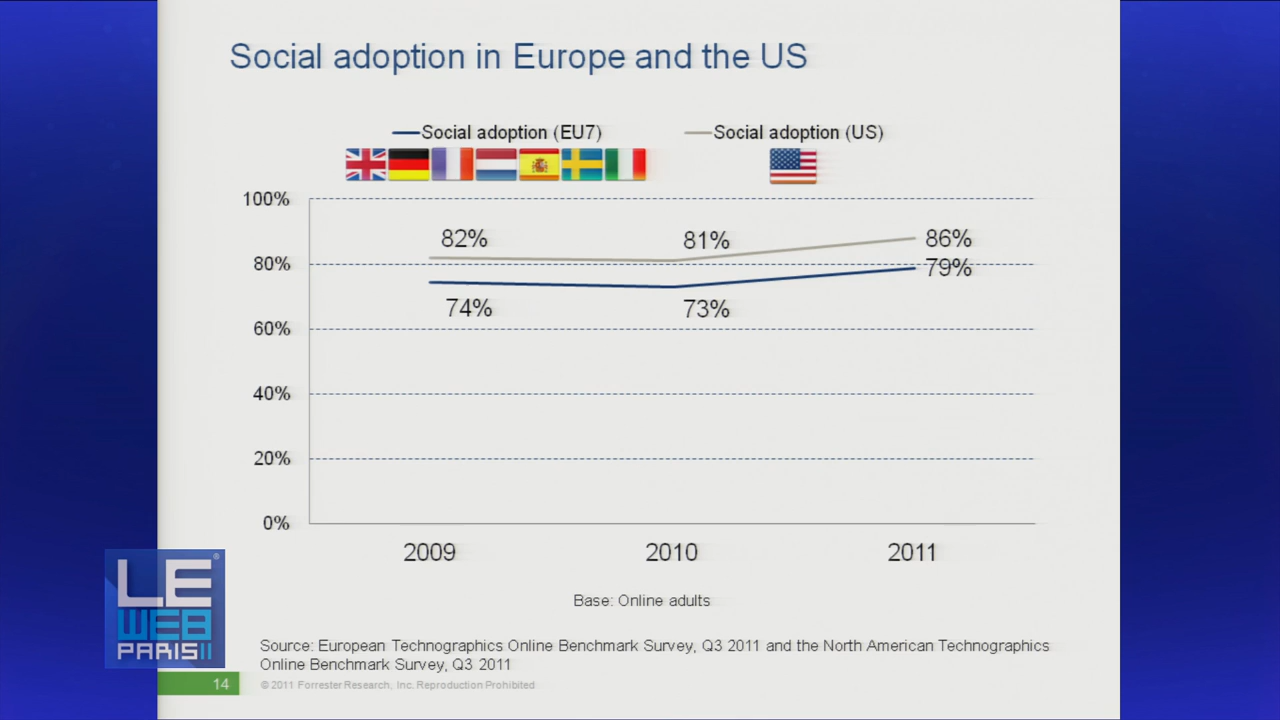 Social adoption in Europe and the US
Social adoption (EU7)
Social adoption (US)
100%
80%
60%
40%
20%
0%
82%
81%
86%
74%
73%
79%
2009
2010
2011
Base: Online adults
Source: European Technographics Online Benchmark Survey, Q3 2011 and the North American Technographics
Online Benchmark Survey, Q3 2011
14
© 2011 Forrester Research, Inc. Reproduction Prohibited
LE
WEB
PARIS11
®